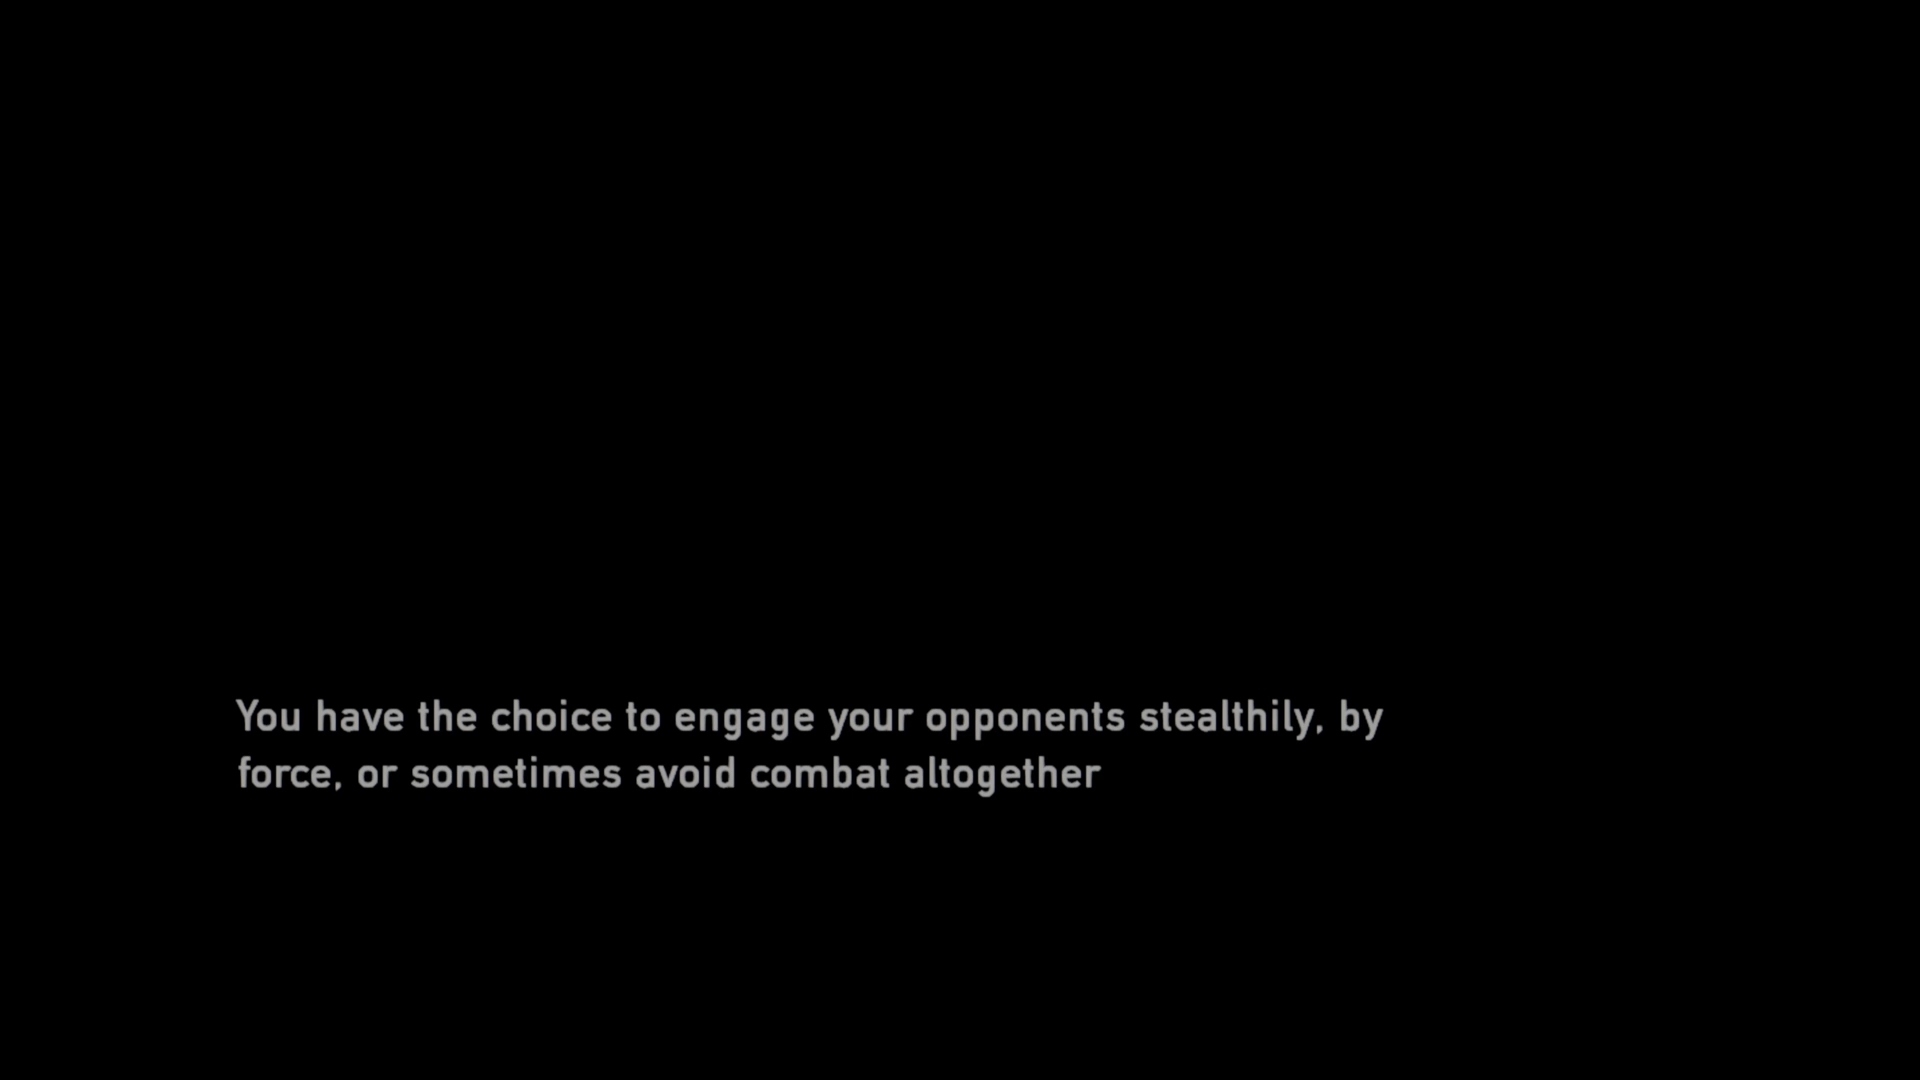 You have the choice to engage your opponents stealthily, by
force, or sometimes avoid combat altogether